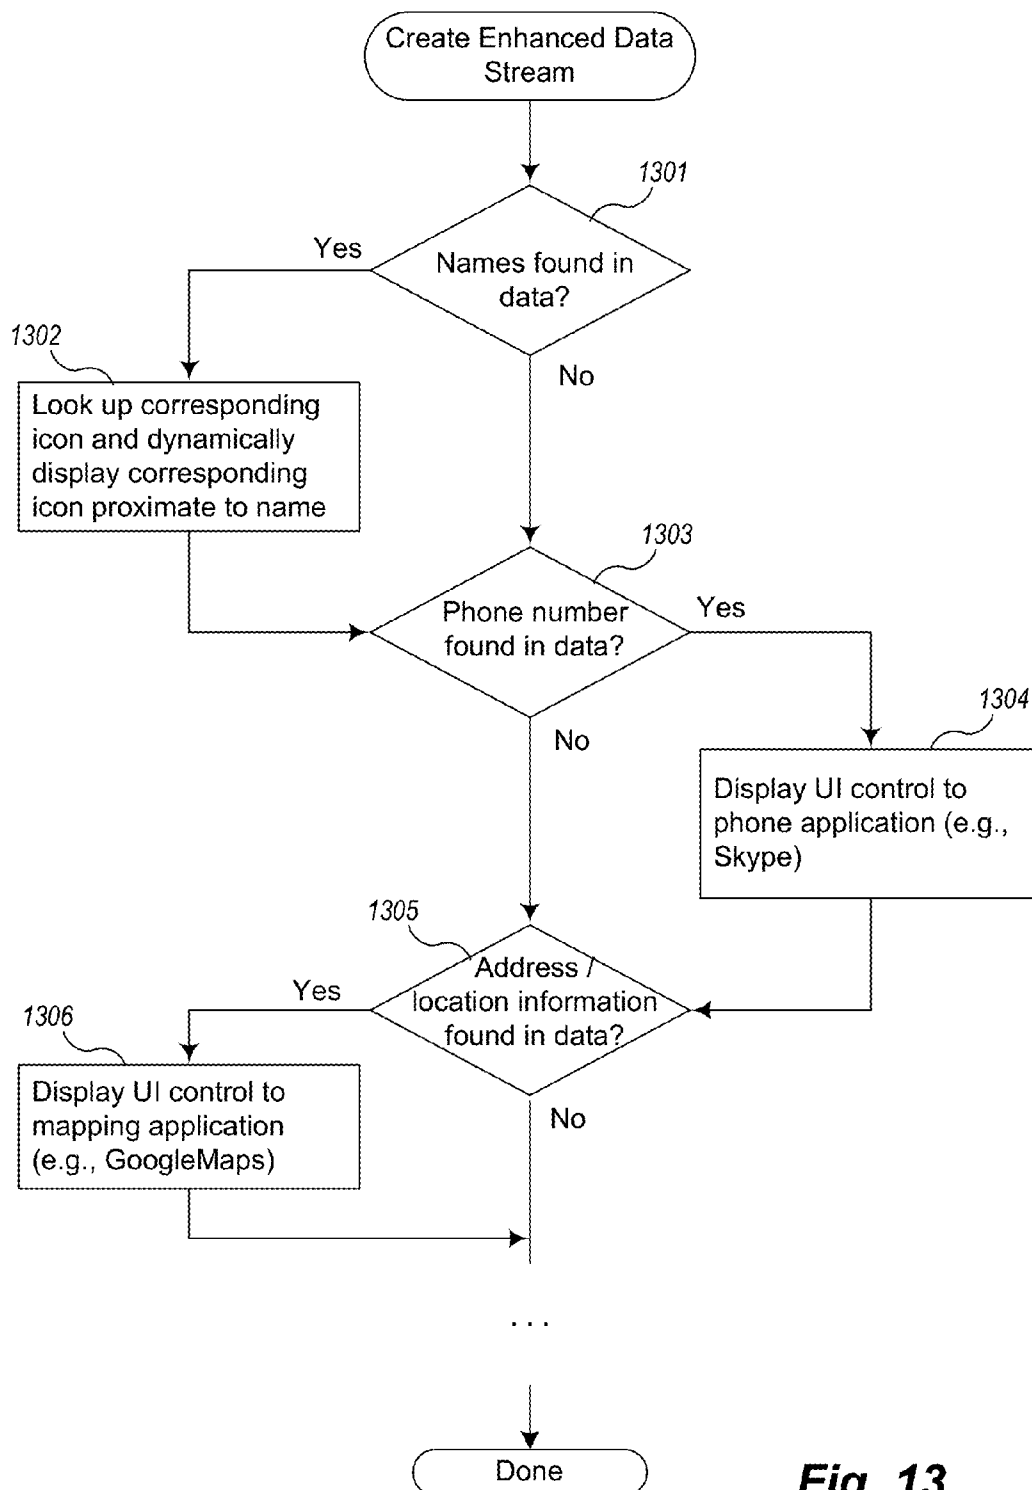 Create Enhanced Data
Stream
1301
Yes
Names found in
data?
No
1302
Look up corresponding
icon and dynamically
display corresponding
icon proximate to name
1303
Phone number
found in data?
Yes
No
1304
Display UI control to
phone application (e.g.,
Skype)
1305
Address /
location information
found in data?
Yes
No
1306
Display UI control to
mapping application
(e.g., GoogleMaps)
. . .
Done
Fig. 13